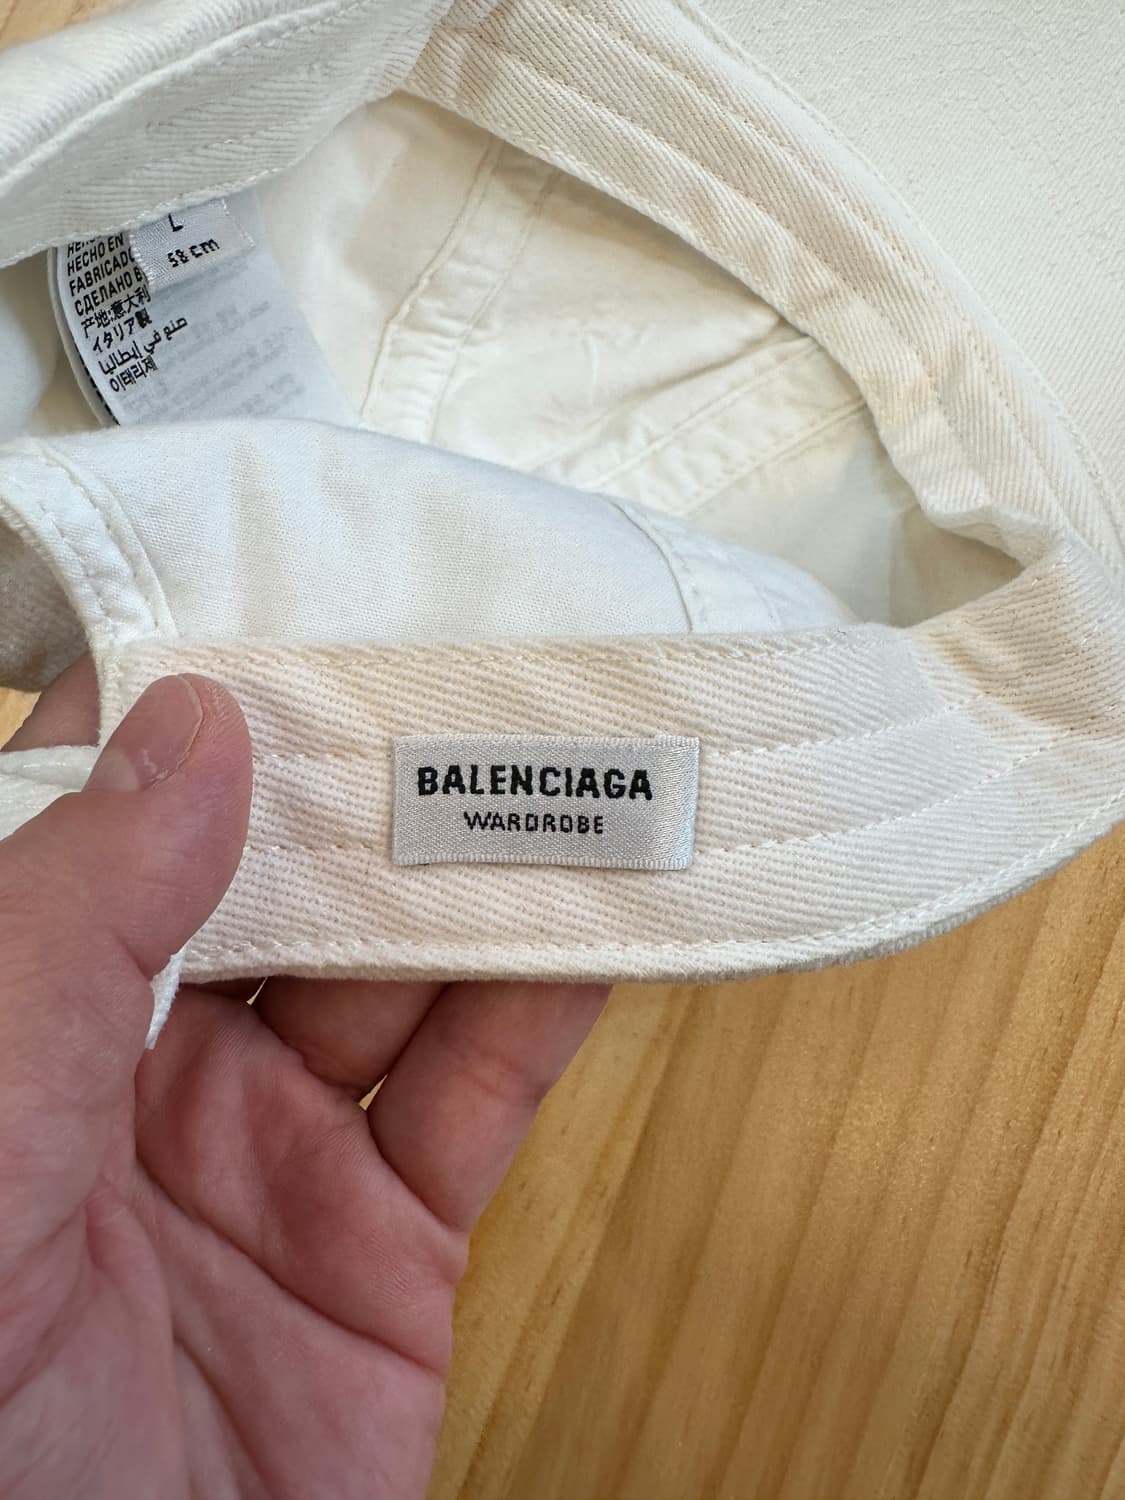 L
58 cm
HECHO EN
FABRICADO
СДЕЛАНО В
产地:意大利
イタリア製
صنع في إيطاليا
이태리제
BALENCIAGA
WARDROBE